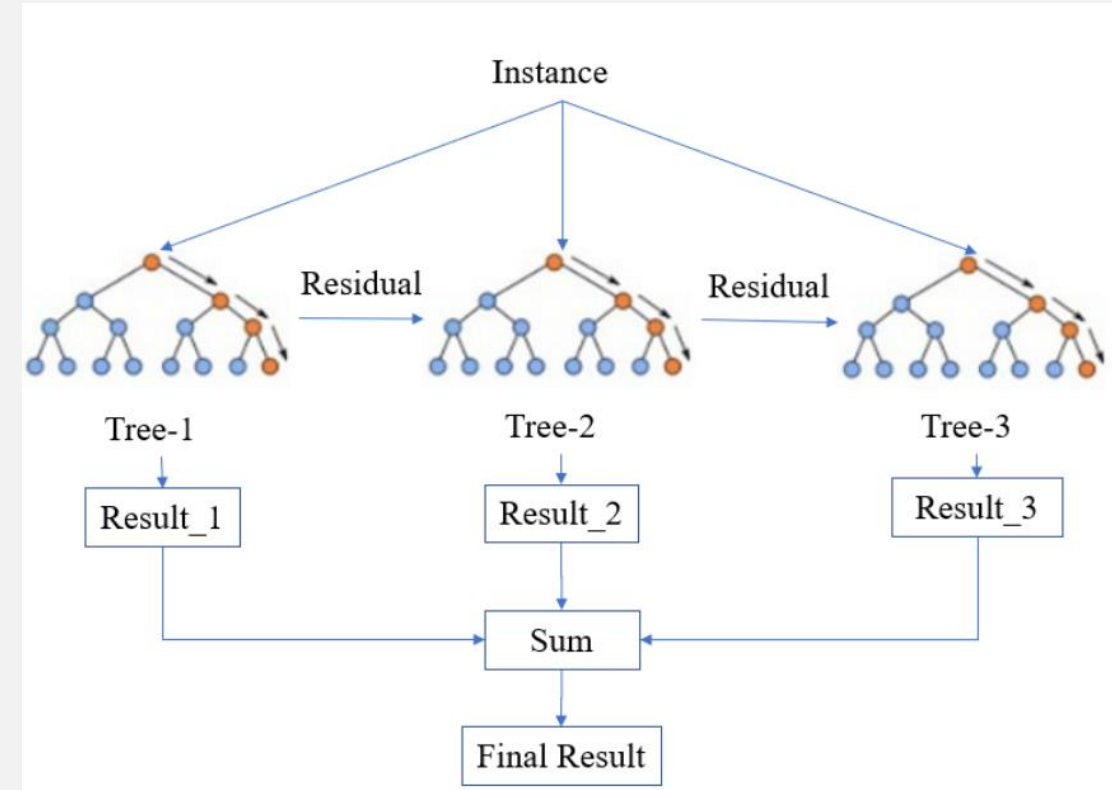 Instance
Residual
Residual
Tree-1
Tree-2
Tree-3
Result_1
Result_2
Result_3
Sum
Final Result